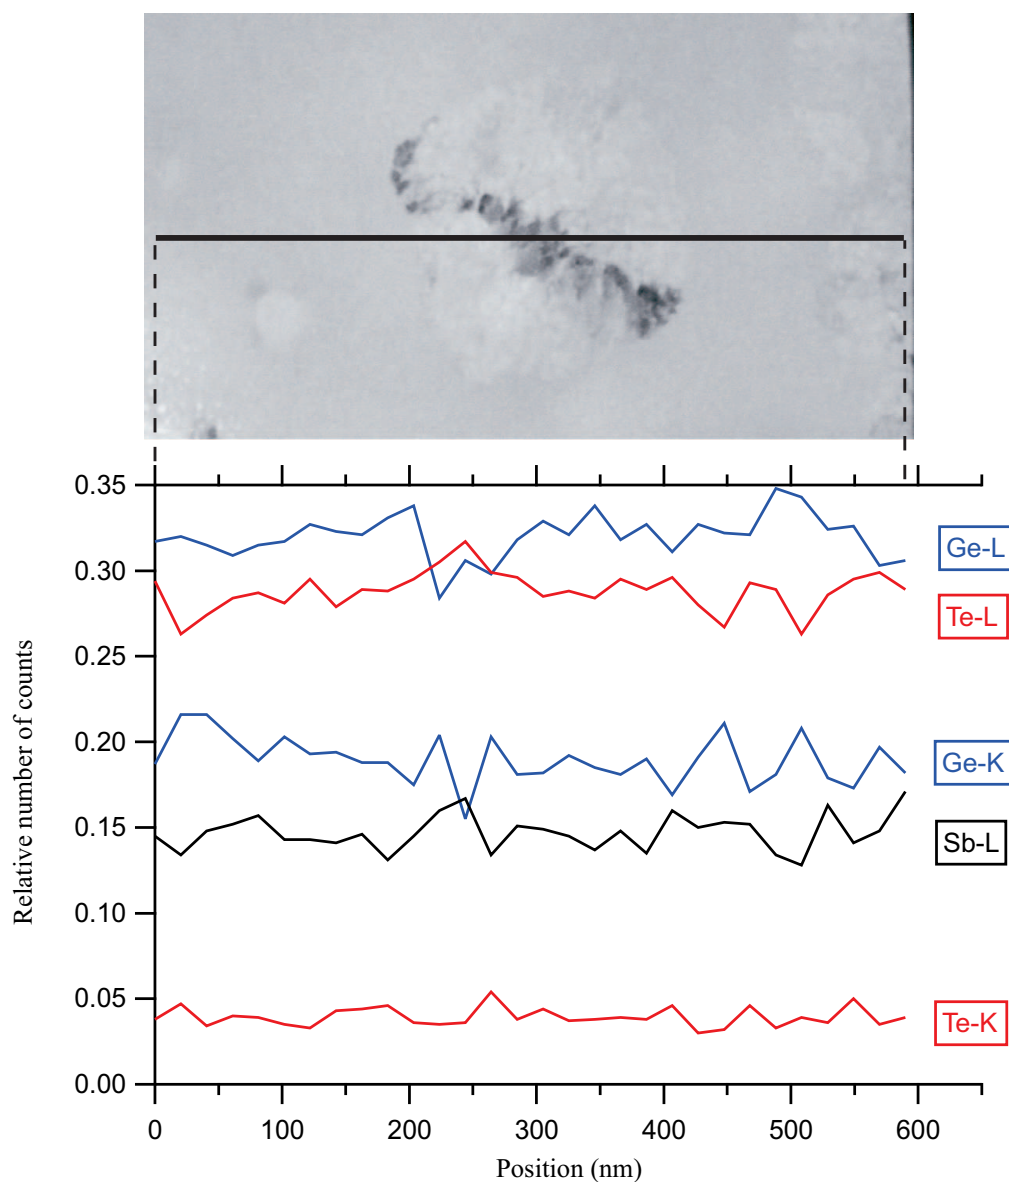 0.35
0.30
0.25
0.20
0.15
0.10
0.05
0.00
Relative number of counts
Ge-L
Te-L
Ge-K
Sb-L
Te-K
0 100 200 300 400 500 600
Position (nm)